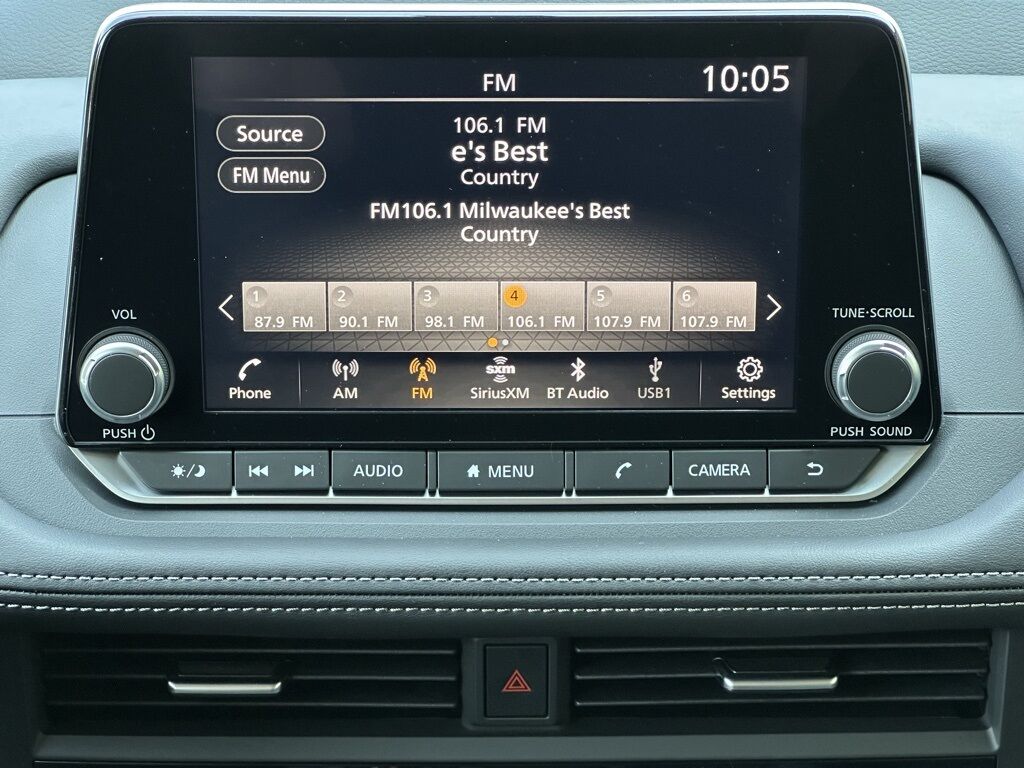 FM
10:05
Source
FM Menu
106.1 FM
e's Best
Country
FM106.1 Milwaukee's Best
Country
1 2 3 4 5 6
87.9 FM 90.1 FM 98.1 FM 106.1 FM 107.9 FM 107.9 FM
VOL
TUNE·SCROLL
sxm
Phone AM FM SiriusXM BT Audio USB1 Settings
PUSH
PUSH SOUND
AUDIO MENU CAMERA